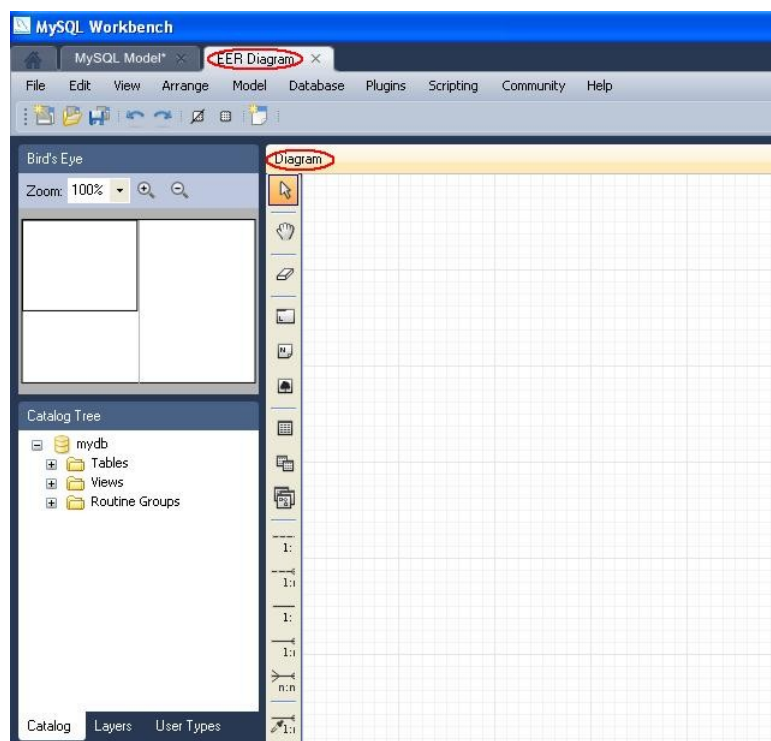 MySQL Workbench
MySQL Model* EER Diagram
File Edit View Arrange Model Database Plugins Scripting Community Help
Bird's Eye
Diagram
Zoom: 100%
Catalog Tree
mydb
Tables
Views
Routine Groups
1:
1:
1:
1:
n:n
1:
Catalog Layers User Types